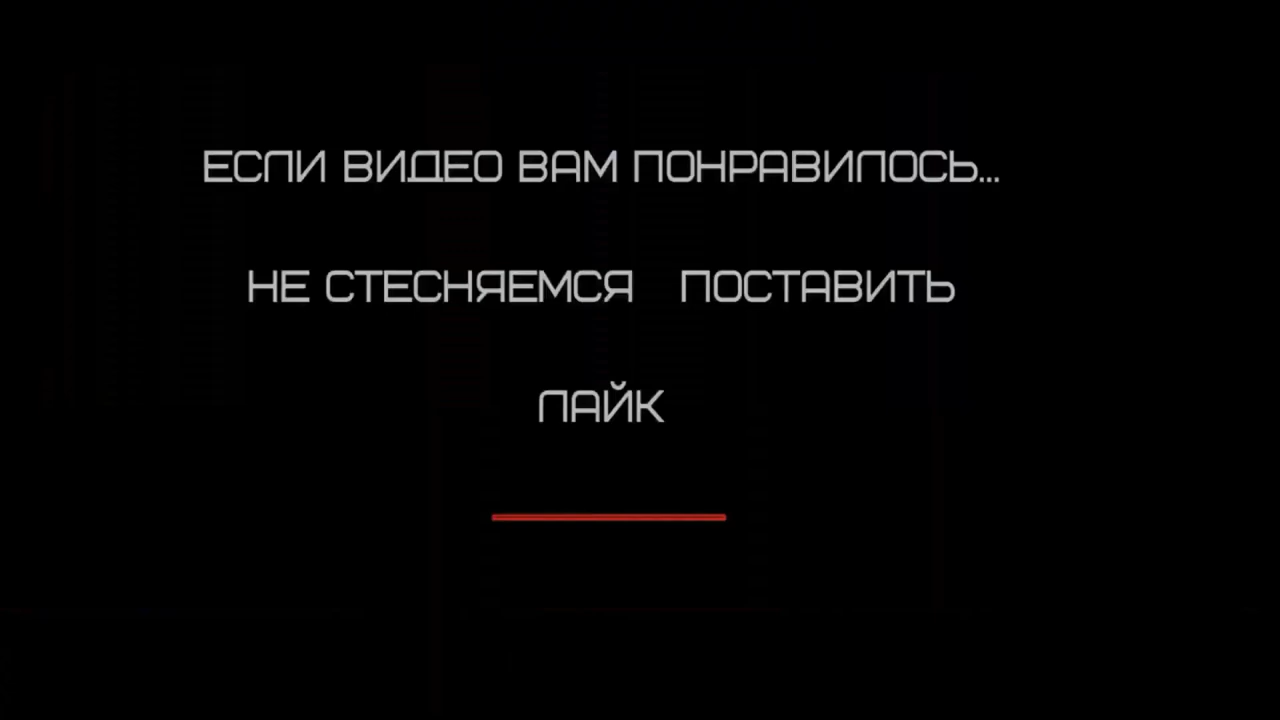 ЕСЛИ ВИДЕО ВАМ ПОНРАВИЛОСЬ...
НЕ СТЕСНЯЕМСЯ ПОСТАВИТЬ
ЛАЙК